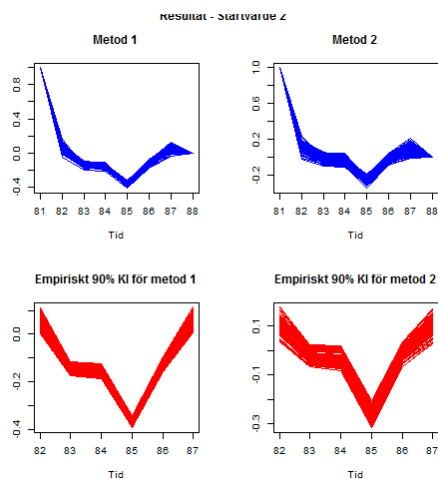 Resultat - Startvärde 2
Metod 1
Metod 2
0.8
0.4
0.0
-0.4
81 82 83 84 85 86 87 88
Tid
1.0
0.6
0.2
-0.2
81 82 83 84 85 86 87 88
Tid
Empiriskt 90% KI för metod 1
Empiriskt 90% KI för metod 2
0.0
-0.2
-0.4
82 83 84 85 86 87
Tid
0.1
-0.1
-0.3
82 83 84 85 86 87
Tid